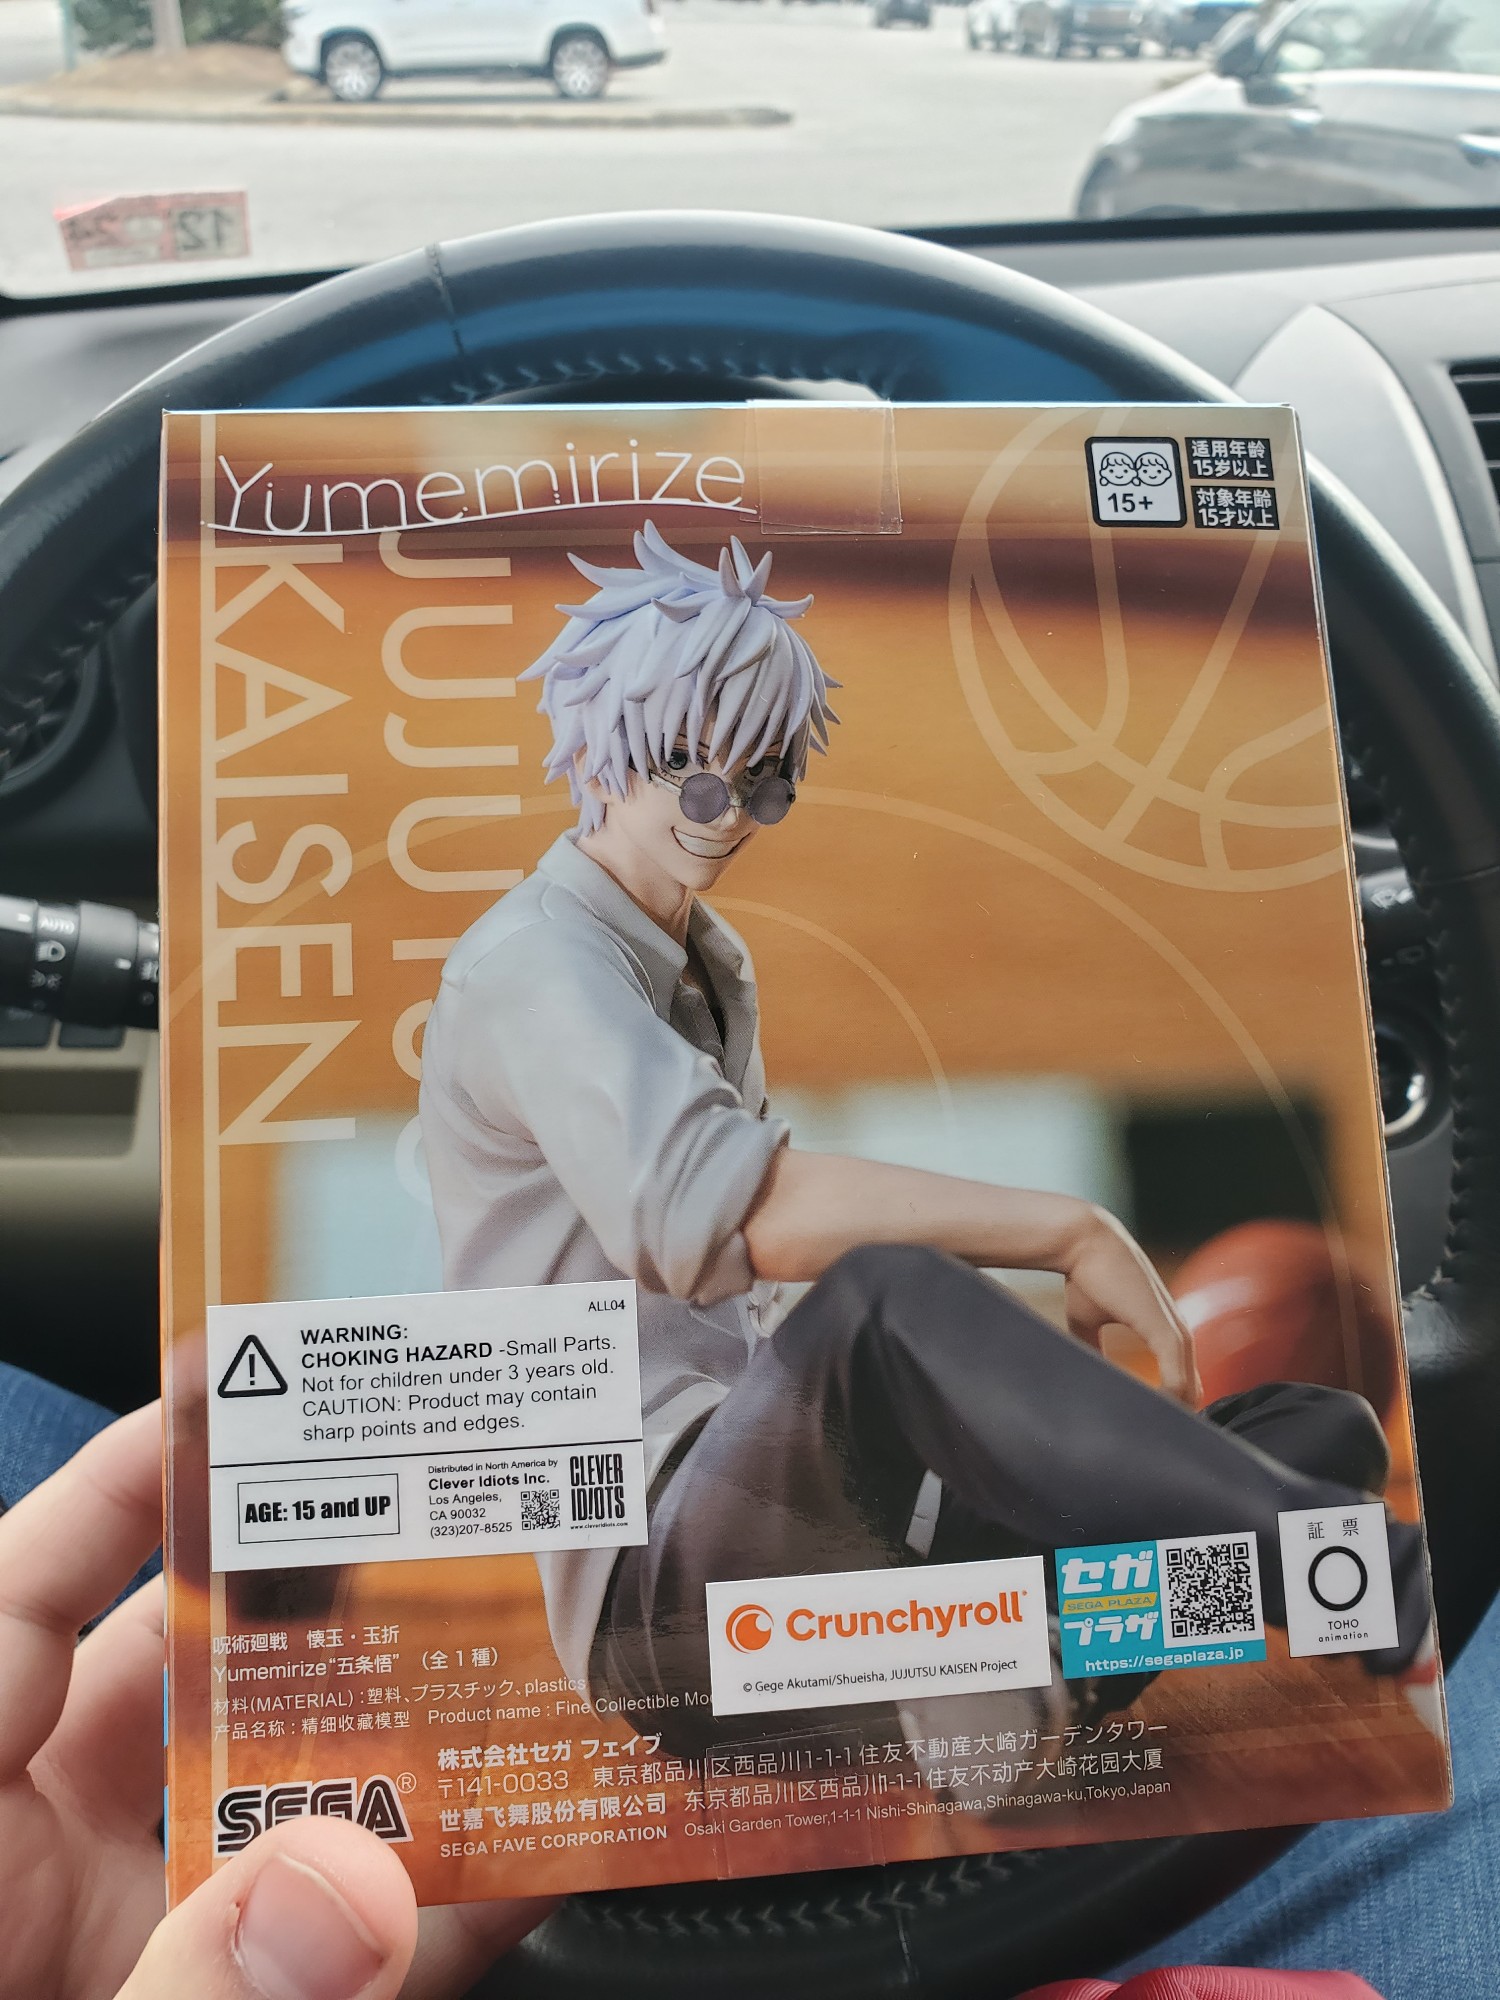 12
Yumemirize
JUJUTS
KAISEN
15+
适用年龄
15岁以上
対象年齢
15才以上
AUTO
ALL04
WARNING:
CHOKING HAZARD -Small Parts.
Not for children under 3 years old.
CAUTION: Product may contain
sharp points and edges.
AGE: 15 and UP
Distributed in North America by
Clever Idiots Inc.
Los Angeles,
CA 90032
(323)207-8525
CLEVER
IDIOTS
www.cleveridiots.com
Crunchyroll
© Gege Akutami/Shueisha, JUJUTSU KAISEN Project
セガ
SEGA PLAZA
プラザ
https://segaplaza.jp
証票
TOHO
animation
呪術廻戦 懐玉・玉折
Yumemirize“五条悟” （全1種）
材料(MATERIAL)：塑料、プラスチック、plastics
产品名称：精细收藏模型 Product name : Fine Collectible Mo
SEGA®
株式会社セガ フェイブ
〒141-0033 東京都品川区西品川1-1-1住友不動産大崎ガーデンタワー
世嘉飞舞股份有限公司 东京都品川区西品川1-1-1住友不动产大崎花园大厦
SEGA FAVE CORPORATION Osaki Garden Tower,1-1-1 Nishi-Shinagawa,Shinagawa-ku,Tokyo,Japan